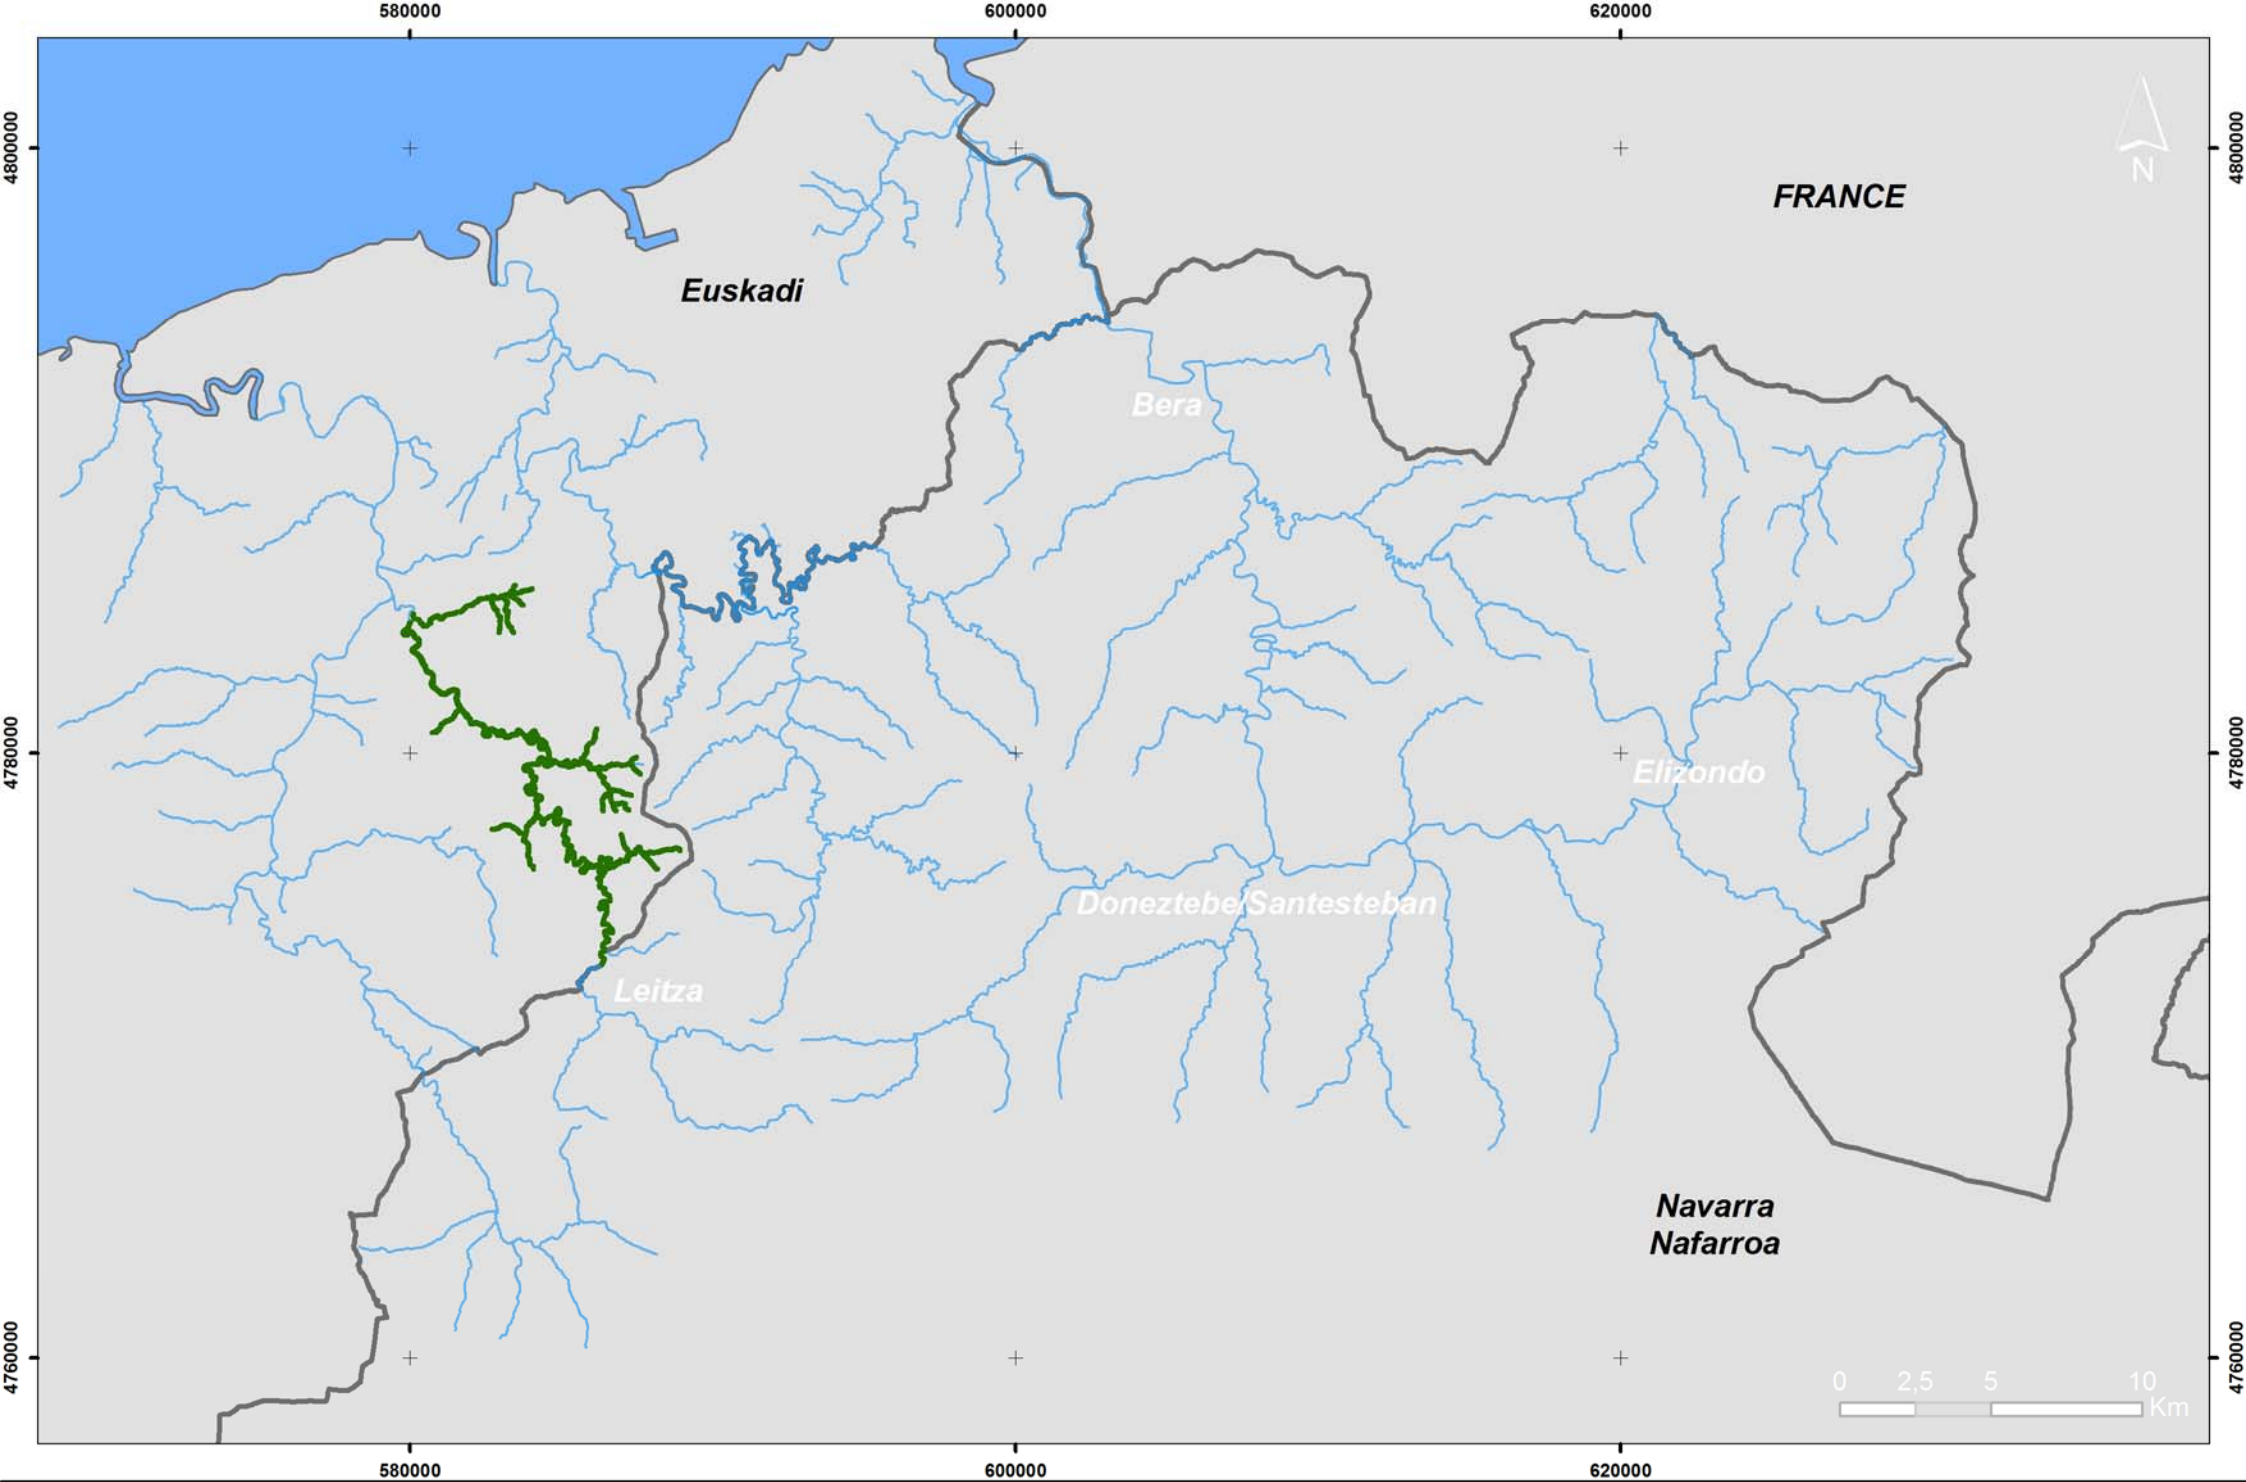 580000 600000 620000
4800000
4800000
N
FRANCE
Euskadi
Bera
4780000
4780000
Elizondo
Doneztebe/Santesteban
Leitza
Navarra
Nafarroa
4760000
4760000
0 2,5 5 10
Km
580000 600000 620000